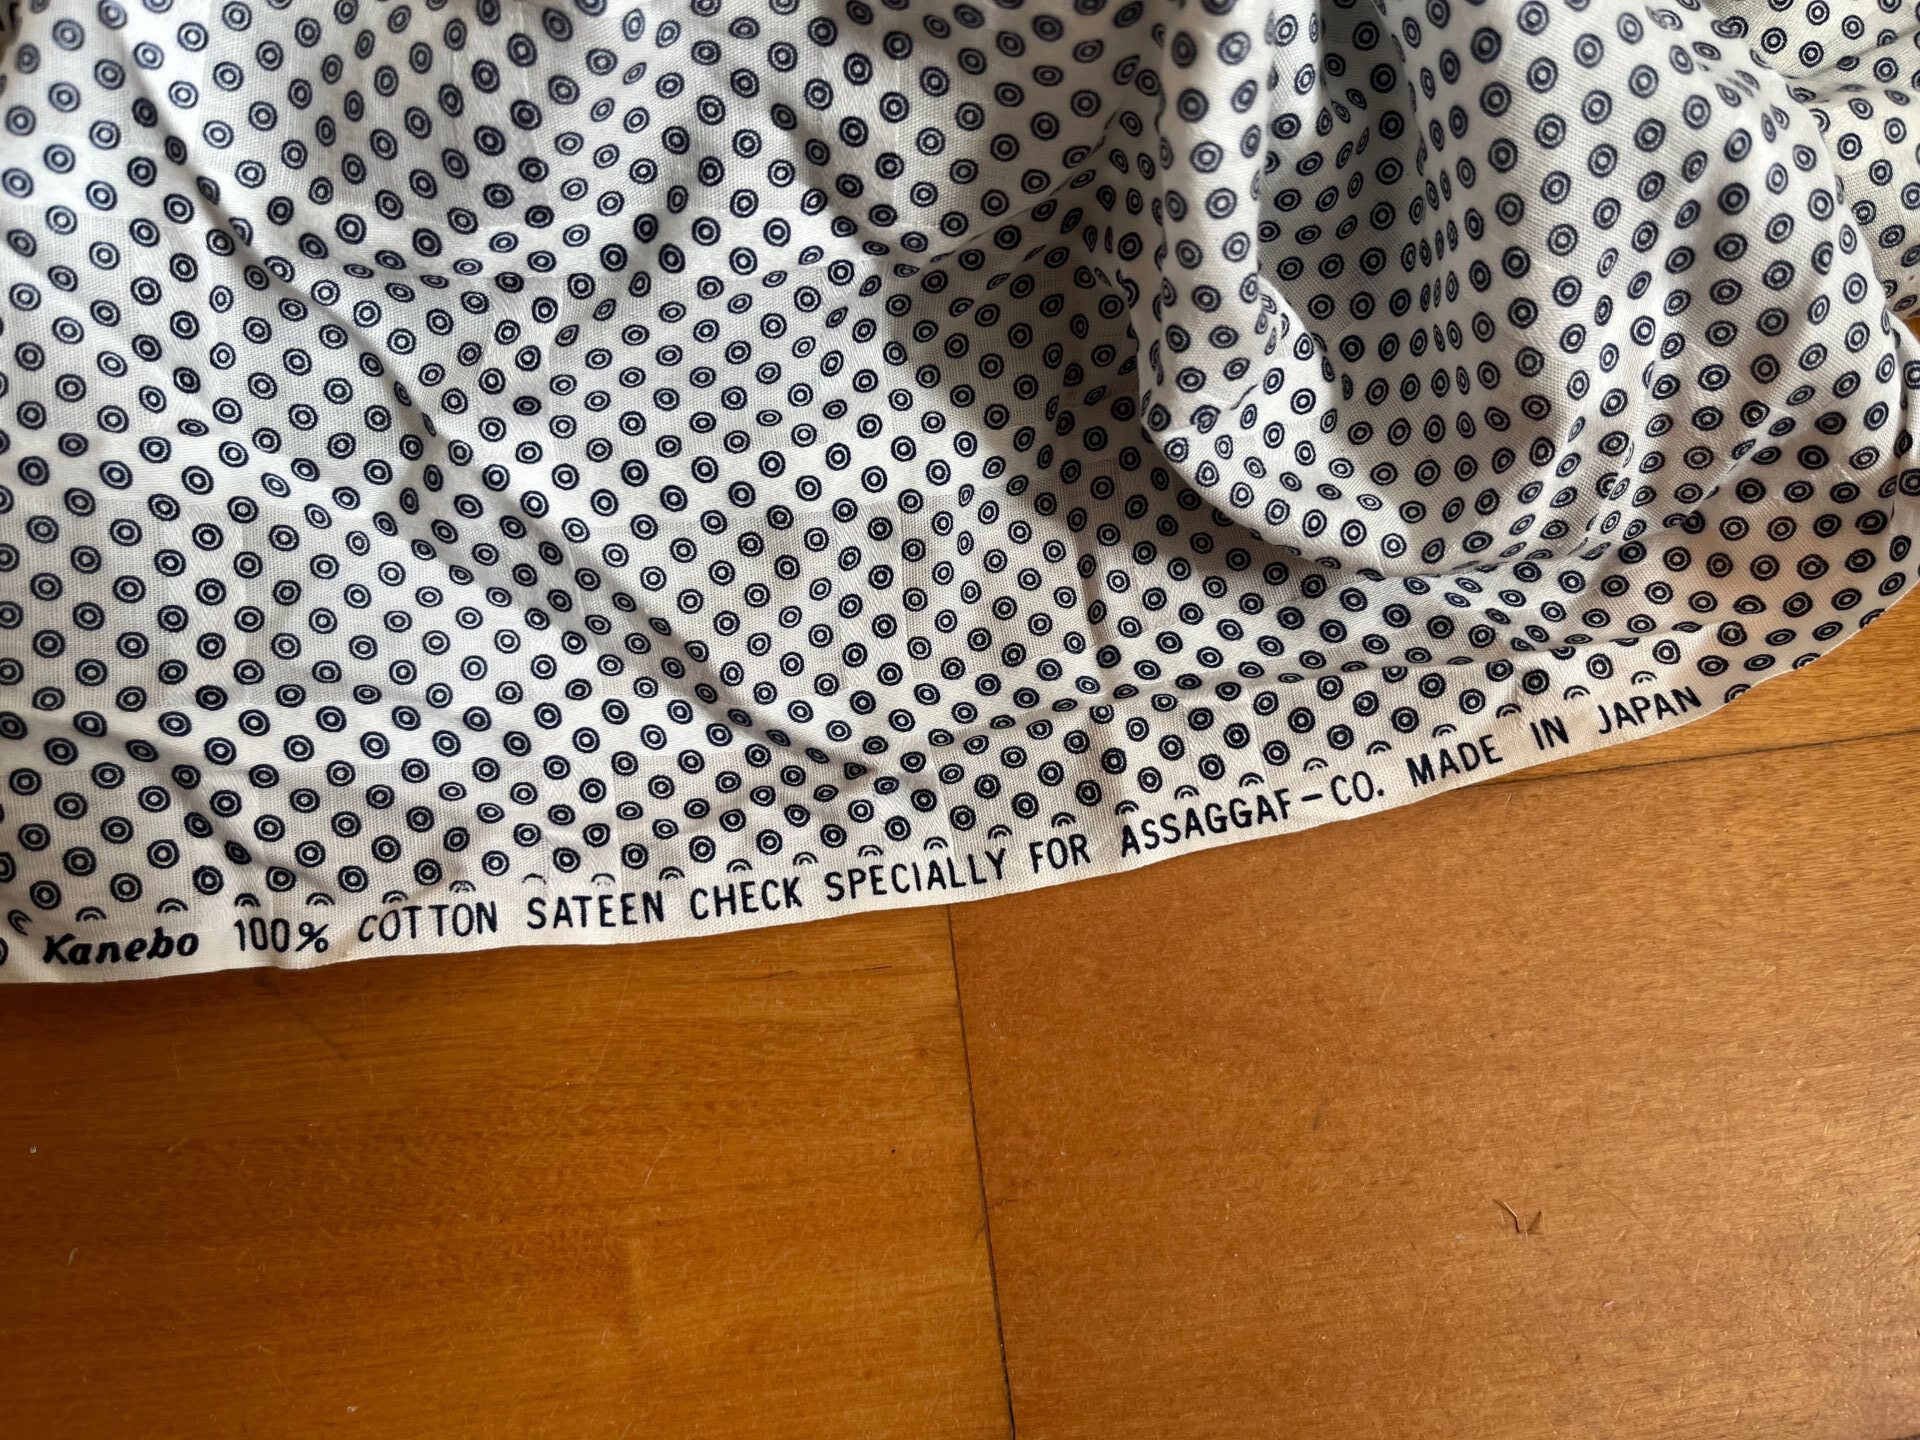 Kanebo 100% COTTON SATEEN CHECK SPECIALLY FOR ASSAGGAF-CO. MADE IN JAPAN